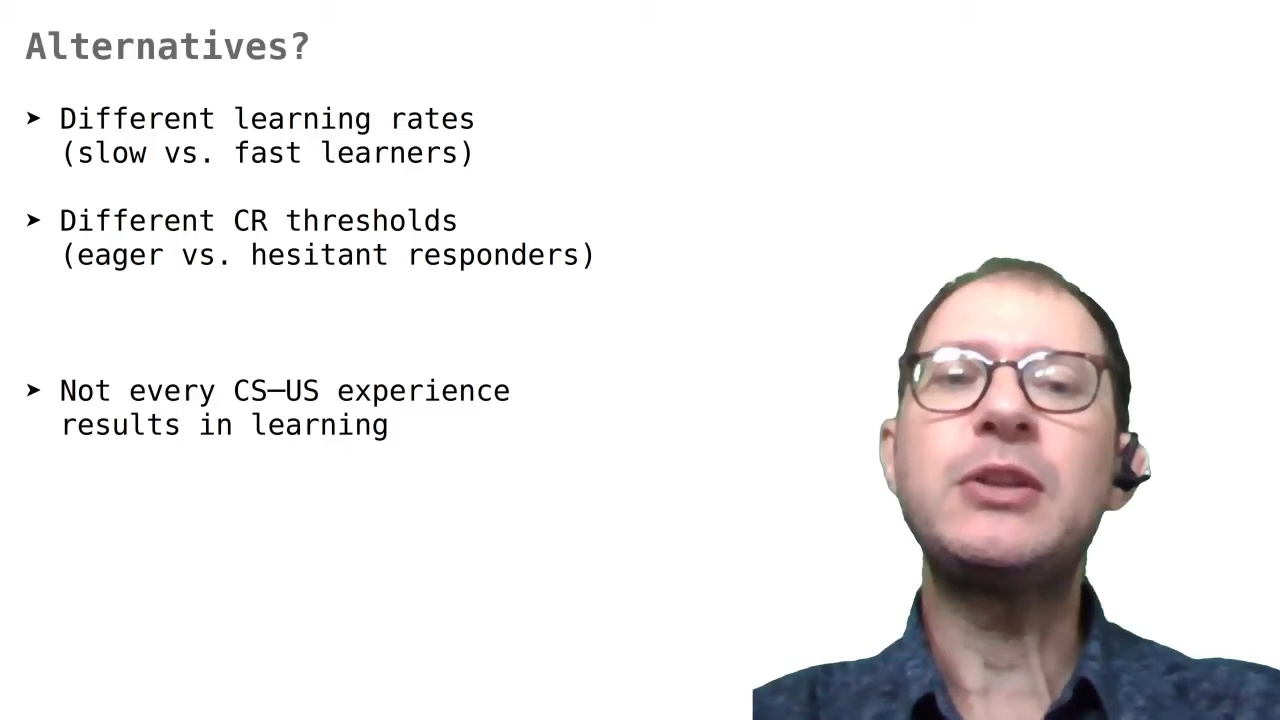 Alternatives?
➤ Different learning rates
(slow vs. fast learners)
➤ Different CR thresholds
(eager vs. hesitant responders)
➤ Not every CS—US experience
results in learning